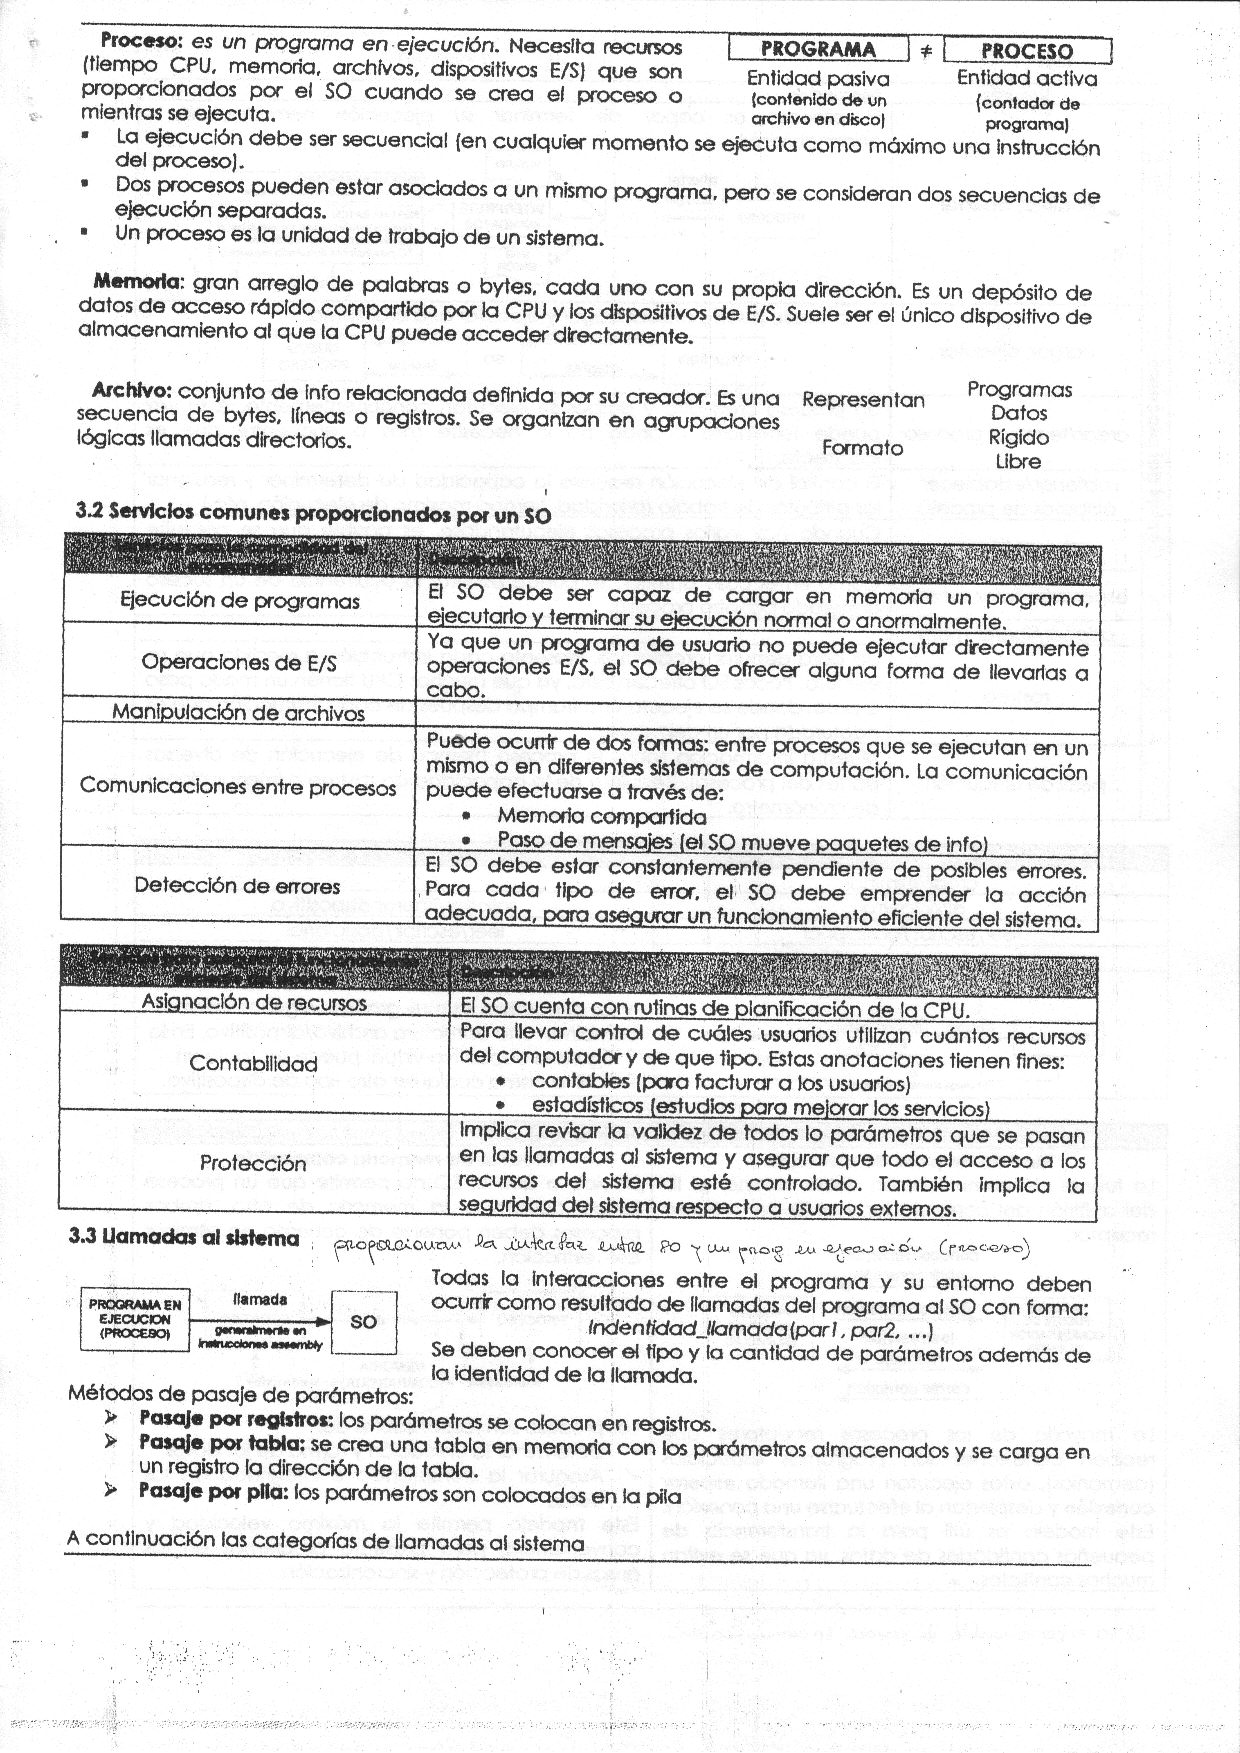 Proceso: es un programa en ejecución. Necesita recursos
(tiempo CPU, memoria, archivos, dispositivos E/S) que son
proporcionados por el SO cuando se crea el proceso o
mientras se ejecuta.
PROGRAMA ≠ PROCESO
Entidad pasiva Entidad activa
(contenido de un (contador de
archivo en disco) programa)
▪ La ejecución debe ser secuencial (en cualquier momento se ejecuta como máximo una instrucción
del proceso).
▪ Dos procesos pueden estar asociados a un mismo programa, pero se consideran dos secuencias de
ejecución separadas.
▪ Un proceso es la unidad de trabajo de un sistema.
Memoria: gran arreglo de palabras o bytes, cada uno con su propia dirección. Es un depósito de
datos de acceso rápido compartido por la CPU y los dispositivos de E/S. Suele ser el único dispositivo de
almacenamiento al que la CPU puede acceder directamente.
Archivo: conjunto de info relacionada definida por su creador. Es una
secuencia de bytes, líneas o registros. Se organizan en agrupaciones
lógicas llamadas directorios.
Representan
Programas
Datos
Formato
Rígido
Libre
3.2 Servicios comunes proporcionados por un SO
Servicios para la comodidad del
programador
Descripción
Ejecución de programas
El SO debe ser capaz de cargar en memoria un programa,
ejecutarlo y terminar su ejecución normal o anormalmente.
Operaciones de E/S
Ya que un programa de usuario no puede ejecutar directamente
operaciones E/S, el SO debe ofrecer alguna forma de llevarlas a
cabo.
Manipulación de archivos
Comunicaciones entre procesos
Puede ocurrir de dos formas: entre procesos que se ejecutan en un
mismo o en diferentes sistemas de computación. La comunicación
puede efectuarse a través de:
• Memoria compartida
• Paso de mensajes (el SO mueve paquetes de info)
Detección de errores
El SO debe estar constantemente pendiente de posibles errores.
Para cada tipo de error, el SO debe emprender la acción
adecuada, para asegurar un funcionamiento eficiente del sistema.
Servicios para asegurar el funcionamiento
eficiente del sistema
Descripción
Asignación de recursos
El SO cuenta con rutinas de planificación de la CPU.
Contabilidad
Para llevar control de cuáles usuarios utilizan cuántos recursos
del computador y de que tipo. Estas anotaciones tienen fines:
• contables (para facturar a los usuarios)
• estadísticos (estudios para mejorar los servicios)
Protección
Implica revisar la validez de todos lo parámetros que se pasan
en las llamadas al sistema y asegurar que todo el acceso a los
recursos del sistema esté controlado. También implica la
seguridad del sistema respecto a usuarios externos.
3.3 Llamadas al sistema : proporcionan la interfaz entre SO y un prog en ejecución (proceso)
PROGRAMA EN
EJECUCION
(PROCESO)
llamada
generalmente en
instrucciones assembly
SO
Todas la interacciones entre el programa y su entorno deben
ocurrir como resultado de llamadas del programa al SO con forma:
Indentidad_llamada(par1, par2, ...)
Se deben conocer el tipo y la cantidad de parámetros además de
la identidad de la llamada.
Métodos de pasaje de parámetros:
➢ Pasaje por registros: los parámetros se colocan en registros.
➢ Pasaje por tabla: se crea una tabla en memoria con los parámetros almacenados y se carga en
un registro la dirección de la tabla.
➢ Pasaje por pila: los parámetros son colocados en la pila
A continuación las categorías de llamadas al sistema